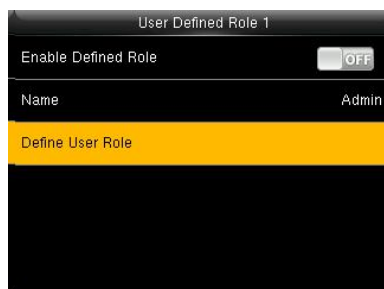 User Defined Role 1
Enable Defined Role OFF
Name Admin
Define User Role